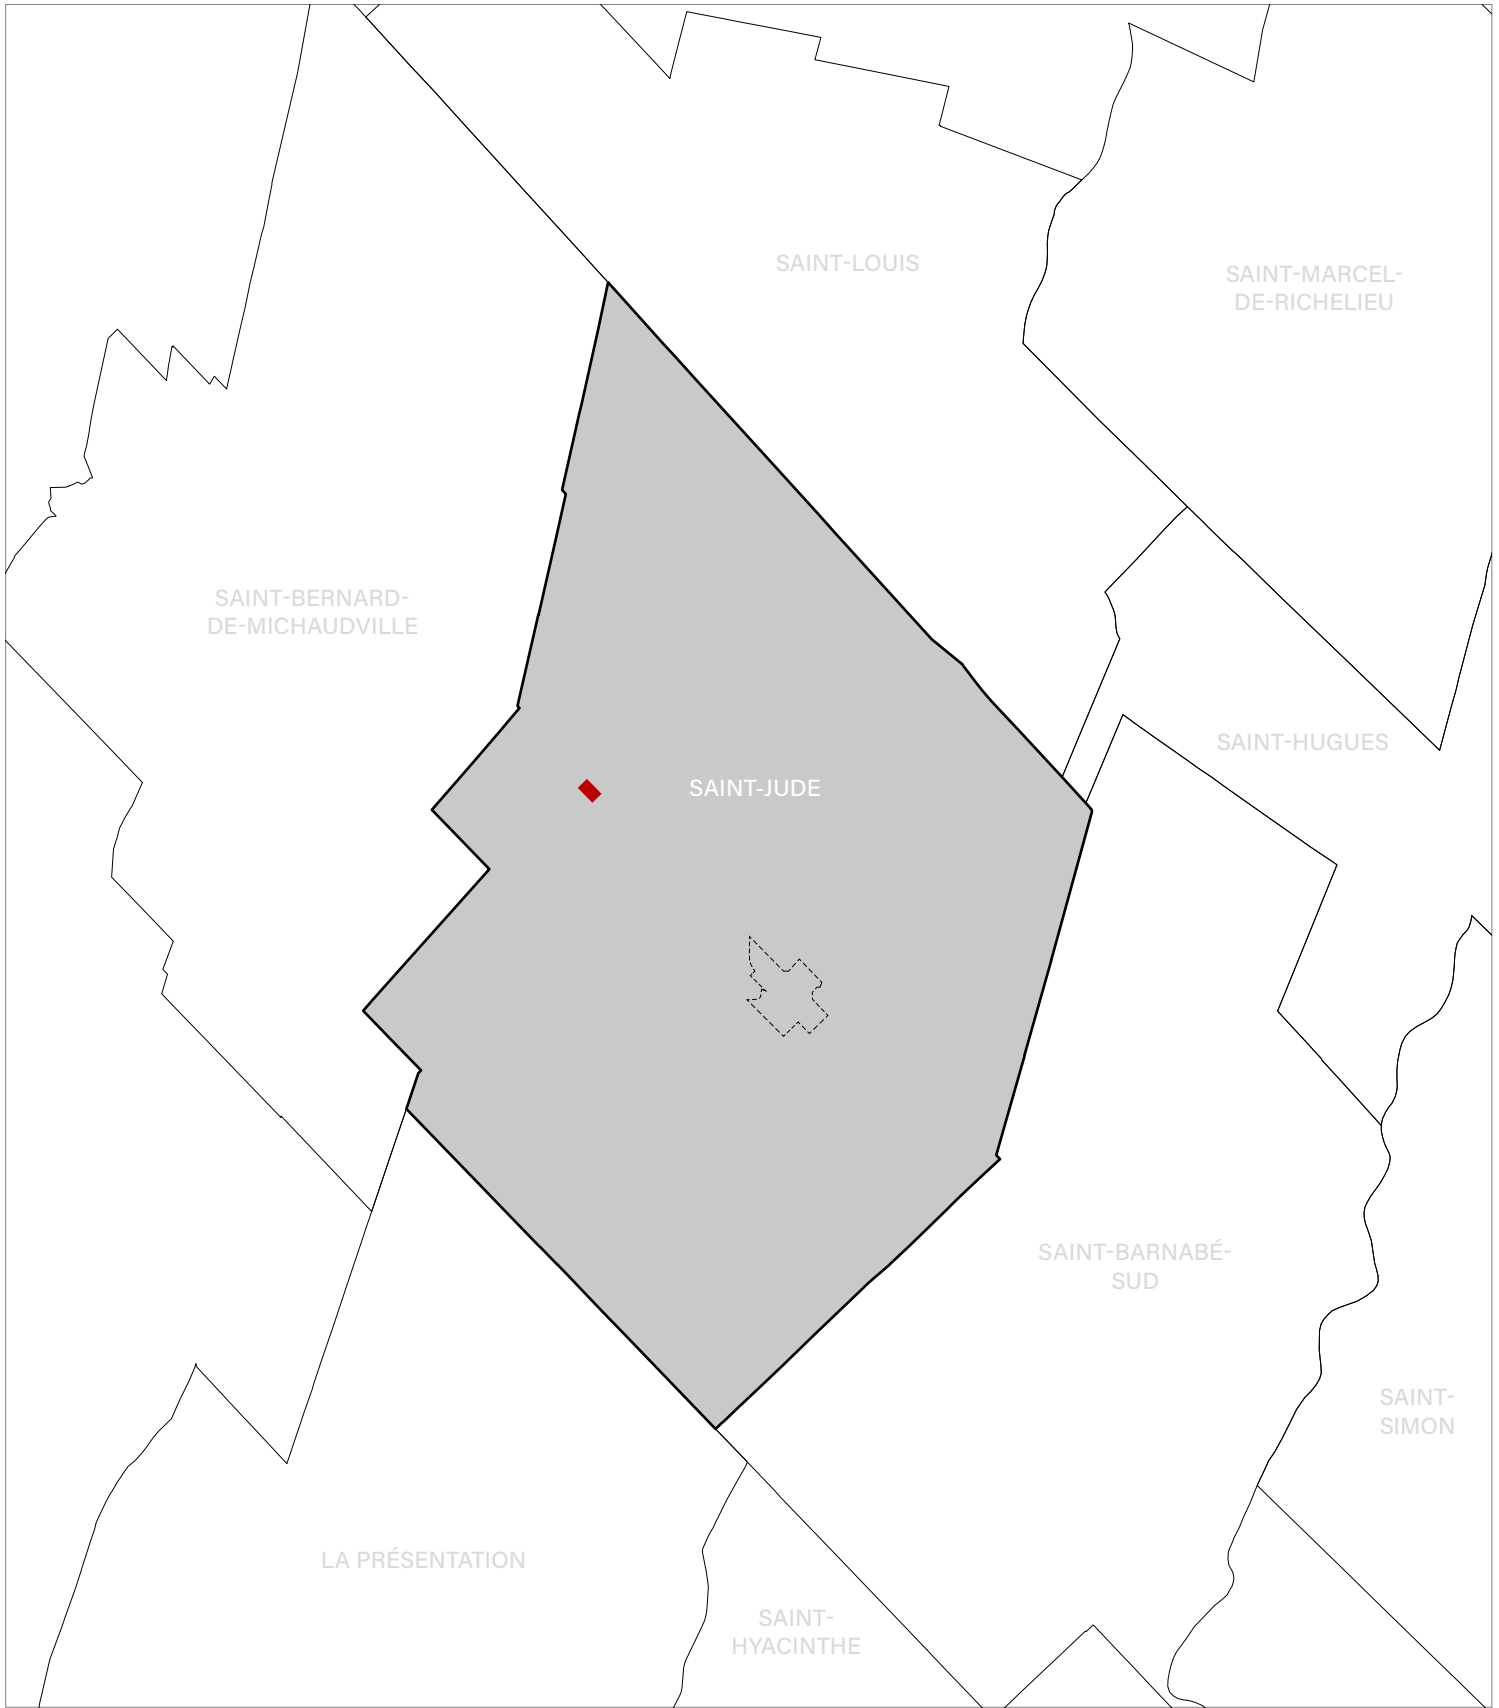 SAINT-LOUIS
SAINT-MARCEL-
DE-RICHELIEU
SAINT-BERNARD-
DE-MICHAUDVILLE
SAINT-HUGUES
SAINT-JUDE
SAINT-BARNABÉ-
SUD
SAINT-
SIMON
LA PRÉSENTATION
SAINT-
HYACINTHE